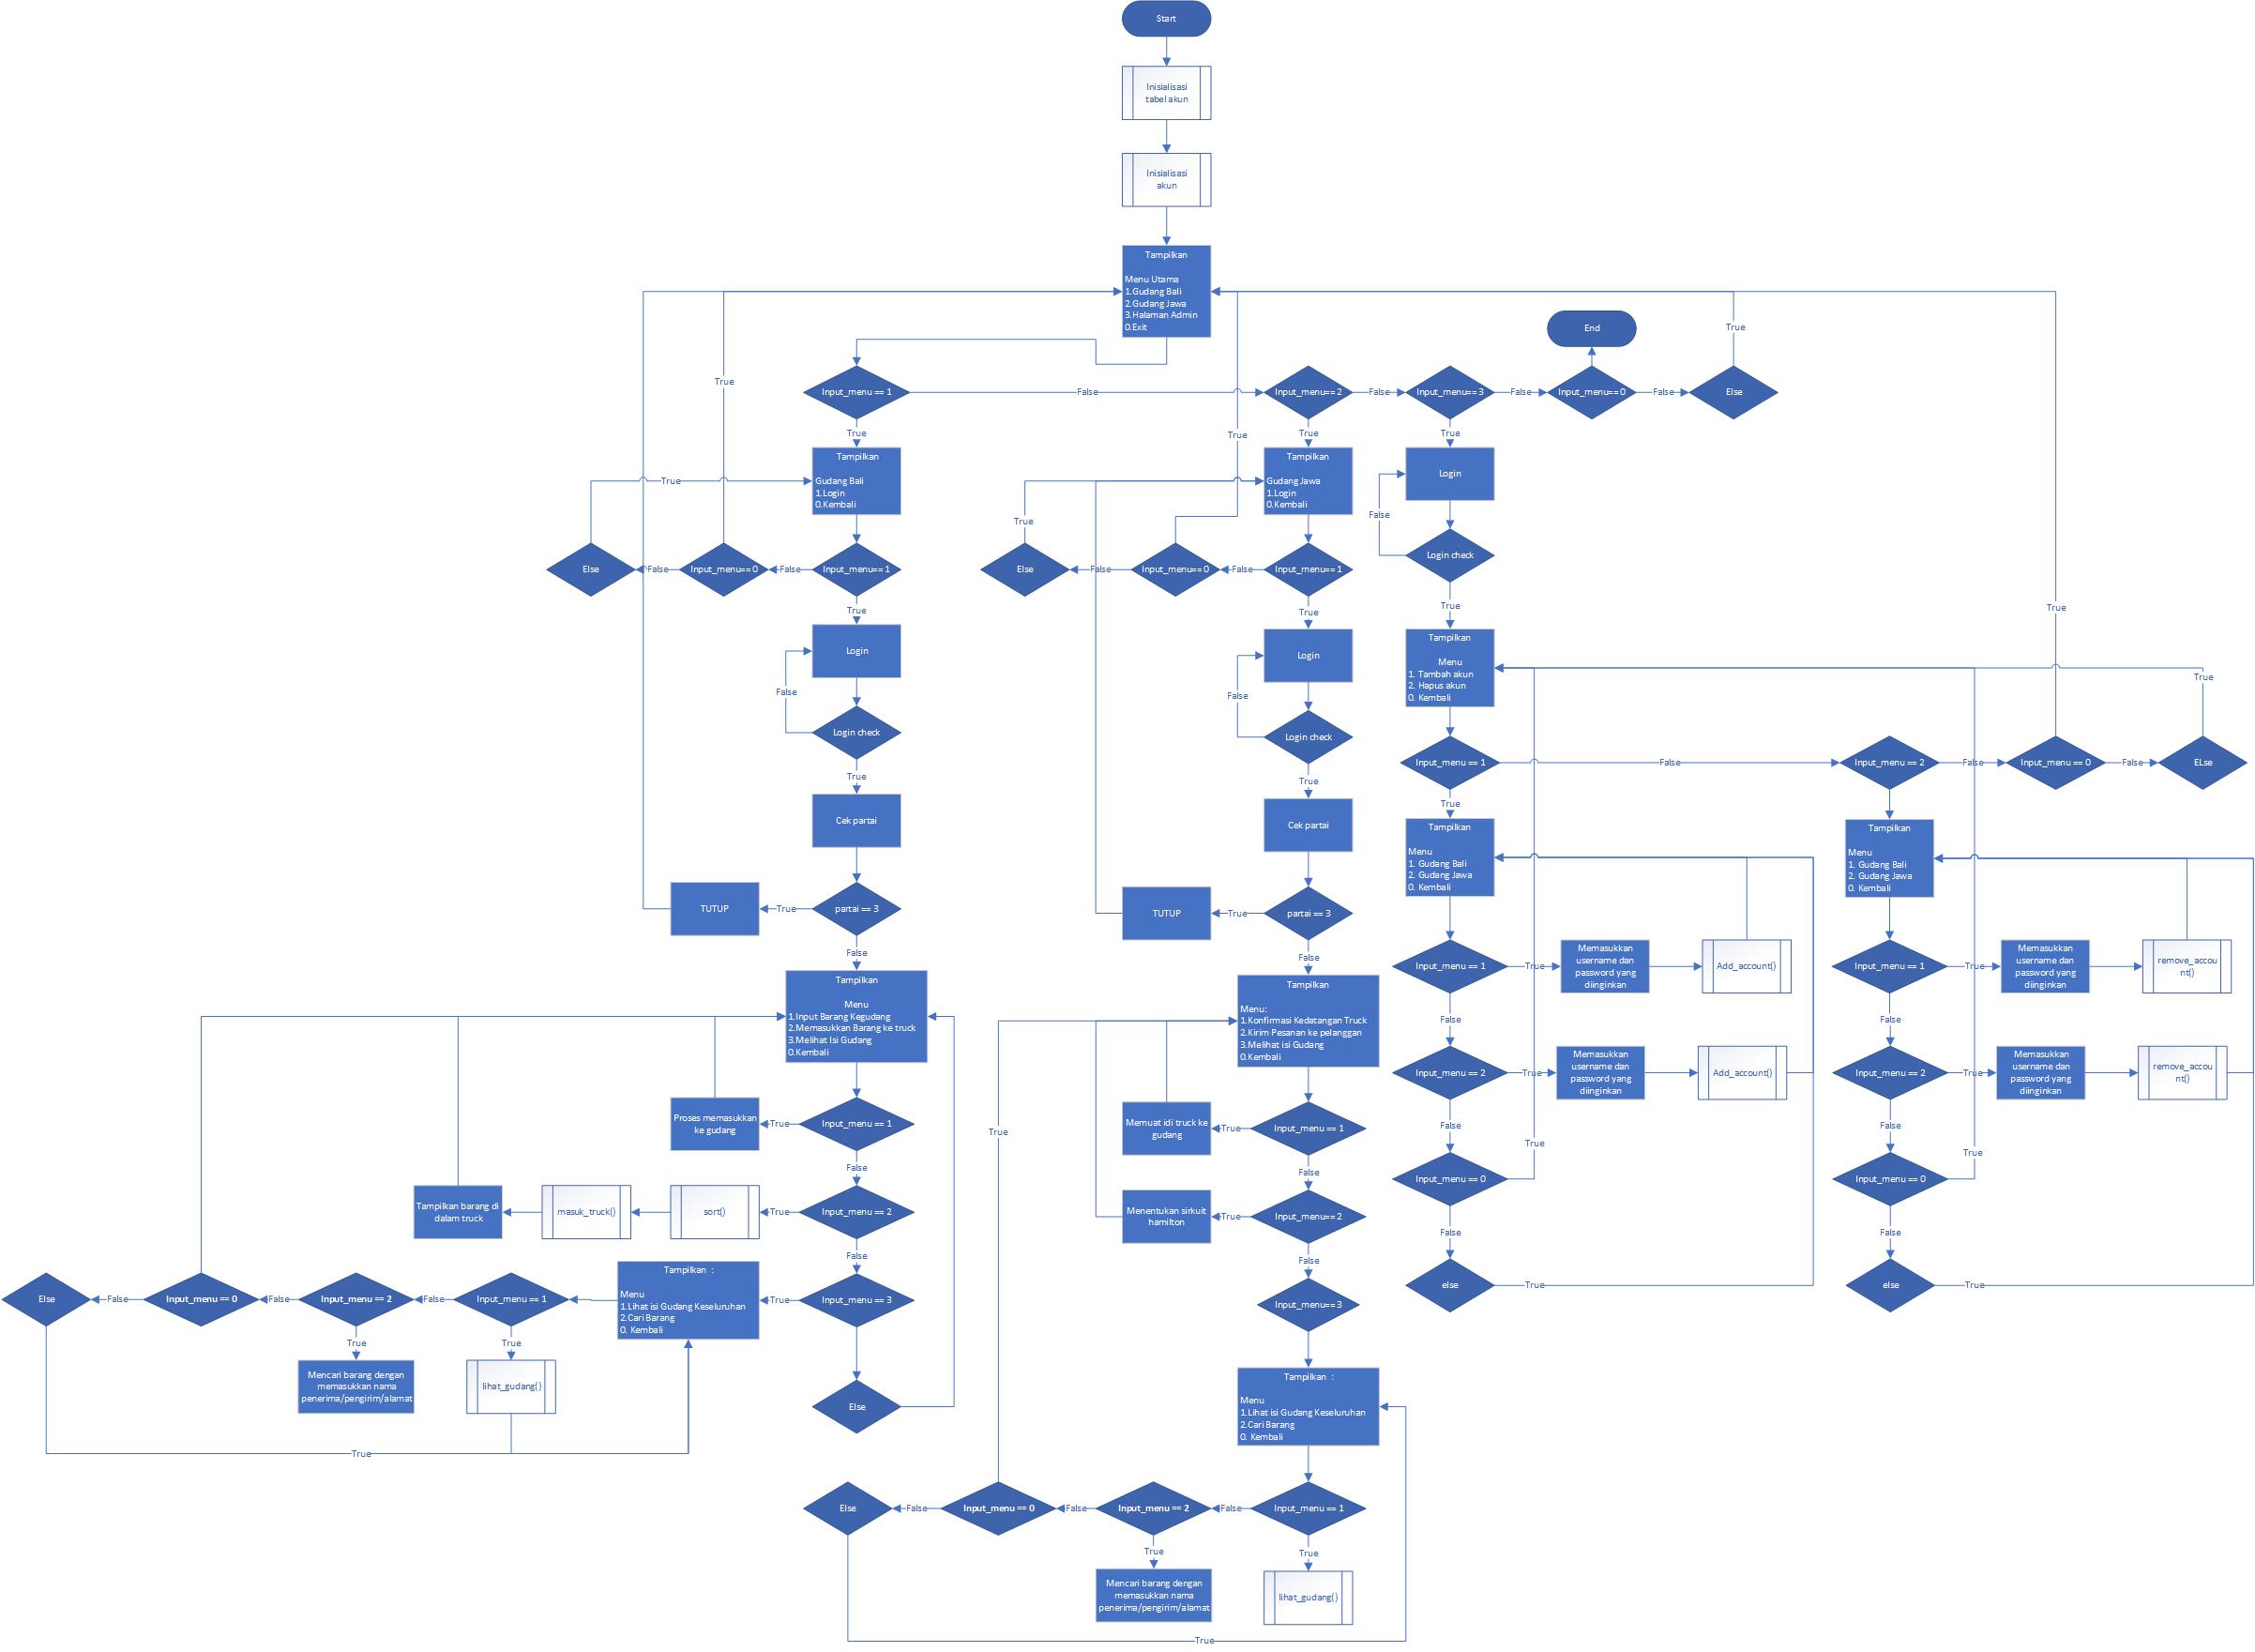 Start
Inisialisasi
tabel akun
Inisialisasi
akun
Tampilkan
Menu Utama
1.Gudang Bali
2.Gudang Jawa
3.Halaman Admin
0.Exit
End
True
True
Input_menu == 1
False
Input_menu==2
False
Input_menu==3
False
Input_menu==0
False
Else
True
True
True
True
Tampilkan
Gudang Bali
1.Login
0.Kembali
True
Tampilkan
Gudang Jawa
1.Login
0.Kembali
True
Login
False
Login check
True
Else
False
Input_menu==0
False
Input_menu==1
True
Else
False
Input_menu==0
False
Input_menu==1
True
True
Login
False
Login check
True
Cek partai
TUTUP
True
partai == 3
False
Login
False
Login check
True
Cek partai
TUTUP
True
partai == 3
False
Tampilkan
Menu
1. Tambah akun
2. Hapus akun
0. Kembali
True
True
Input_menu == 1
False
Input_menu == 2
False
Input_menu == 0
False
ELse
True
Tampilkan
Menu
1. Gudang Bali
2. Gudang Jawa
0. Kembali
Input_menu == 1
True
Memasukkan
username dan
password yang
diinginkan
Add_account()
False
Input_menu == 2
True
Memasukkan
username dan
password yang
diinginkan
Add_account()
False
True
Input_menu == 0
False
else
True
Tampilkan
Menu
1. Gudang Bali
2. Gudang Jawa
0. Kembali
Input_menu == 1
True
Memasukkan
username dan
password yang
diinginkan
remove_accou
nt()
False
Input_menu == 2
True
Memasukkan
username dan
password yang
diinginkan
remove_accou
nt()
False
True
Input_menu == 0
False
else
True
Tampilkan
Menu
1.Input Barang Kegudang
2.Memasukkan Barang ke truck
3.Melihat Isi Gudang
0.Kembali
Proses memasukkan
ke gudang
True
Input_menu == 1
False
Tampilkan barang di
dalam truck
masuk_truck()
sort()
True
Input_menu == 2
False
Else
False
Input_menu == 0
False
Input_menu == 2
False
Input_menu == 1
Tampilkan :
Menu
1.Lihat isi Gudang Keseluruhan
2.Cari Barang
0. Kembali
True
Input_menu == 3
True
True
Mencari barang dengan
memasukkan nama
penerima/pengirim/alamat
lihat_gudang()
Else
True
Tampilkan
Menu:
1.Konfirmasi Kedatangan Truck
2.Kirim Pesanan ke pelanggan
3.Melihat isi Gudang
0.Kembali
True
Memuat idi truck ke
gudang
True
Input_menu == 1
False
Menentukan sirkuit
hamilton
True
Input_menu==2
False
Input_menu==3
Tampilkan :
Menu
1.Lihat isi Gudang Keseluruhan
2.Cari Barang
0. Kembali
Else
False
Input_menu == 0
False
Input_menu == 2
False
Input_menu == 1
True
True
Mencari barang dengan
memasukkan nama
penerima/pengirim/alamat
lihat_gudang()
True